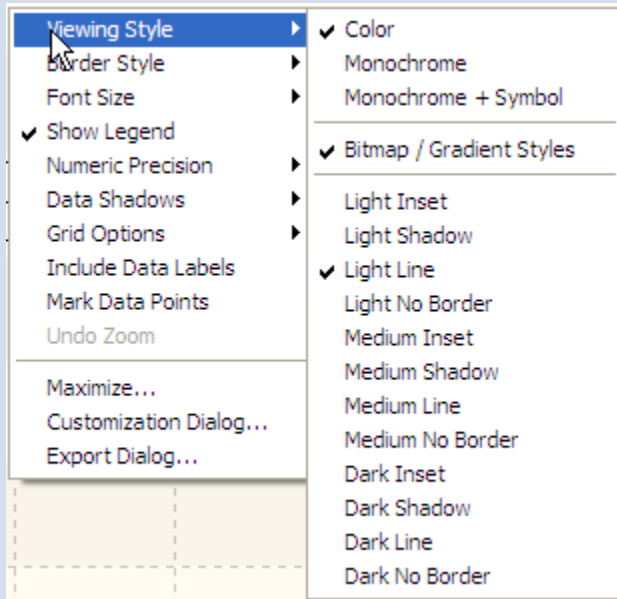 Viewing Style
Border Style
Font Size
Show Legend
Numeric Precision
Data Shadows
Grid Options
Include Data Labels
Mark Data Points
Undo Zoom
Maximize...
Customization Dialog...
Export Dialog...
Color
Monochrome
Monochrome + Symbol
Bitmap / Gradient Styles
Light Inset
Light Shadow
Light Line
Light No Border
Medium Inset
Medium Shadow
Medium Line
Medium No Border
Dark Inset
Dark Shadow
Dark Line
Dark No Border